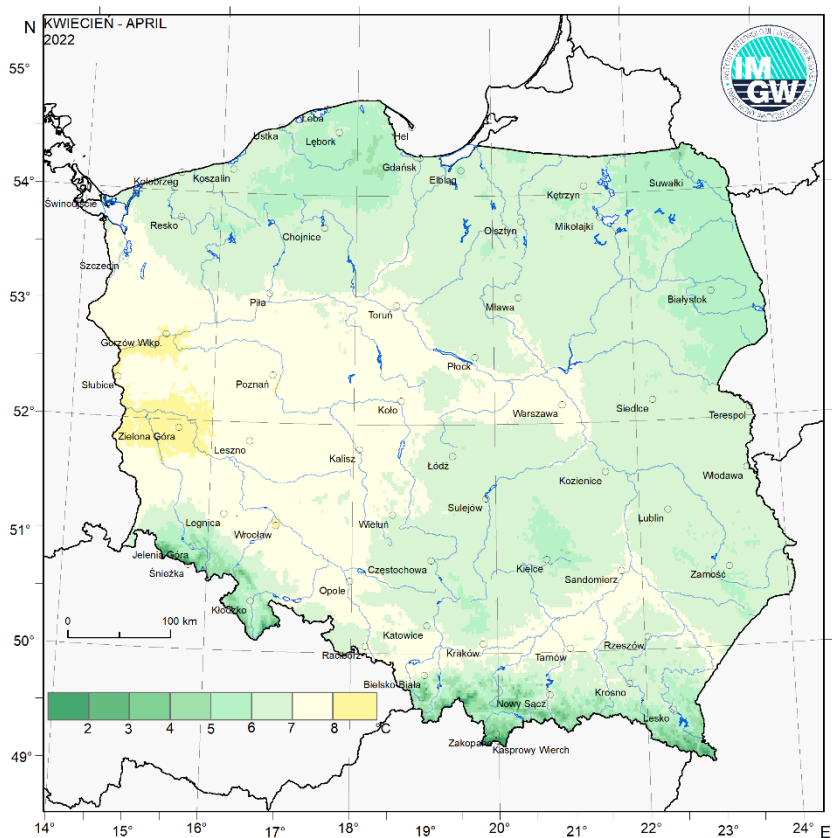 KWIECIEŃ - APRIL
2022
N
IMGW
55°
Łeba
Ustka
Hel
Lębork
Gdańsk
54°
Kołobrzeg
Koszalin
Elbląg
Kętrzyn
Suwałki
Świnoujście
Resko
Chojnice
Olsztyn
Mikołajki
Szczecin
53°
Piła
Toruń
Mława
Białystok
Gorzów Wlkp.
Płock
Słubice
Poznań
Koło
Warszawa
Siedlce
Terespol
52°
Zielona Góra
Leszno
Kalisz
Łódź
Włodawa
Kozienice
Sulejów
Lublin
51°
Legnica
Wrocław
Wieluń
Jelenia Góra
Śnieżka
Częstochowa
Kielce
Sandomierz
Zamość
Opole
Kłodzko
0 100 km
Katowice
50°
Racibórz
Kraków
Tarnów
Rzeszów
Bielsko-Biała
Nowy Sącz
Krosno
Lesko
2 3 4 5 6 7 8 °C
Zakopane
Kasprowy Wierch
49°
14° 15° 16° 17° 18° 19° 20° 21° 22° 23° 24° E